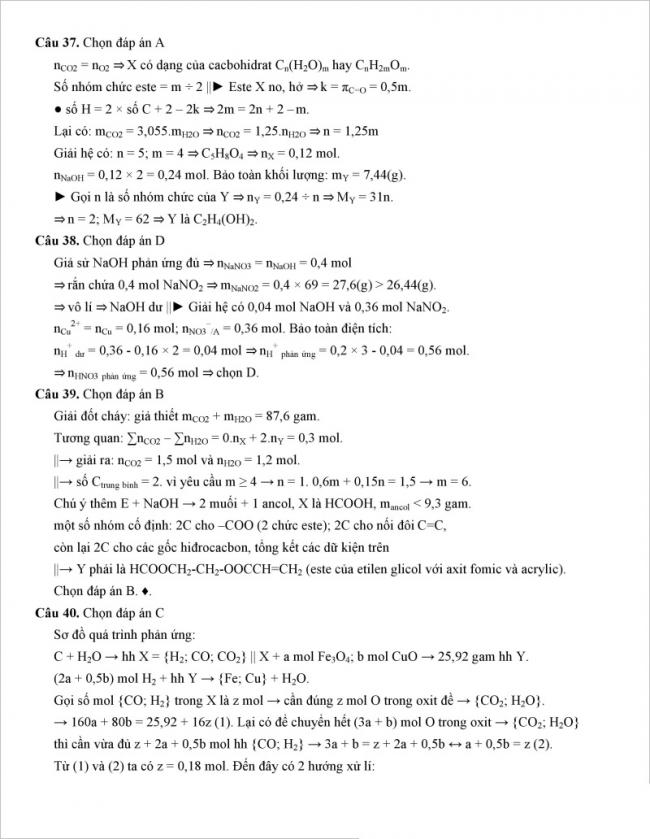 Câu 37. Chọn đáp án A
nCO2 = nO2 ⇒ X có dạng của cacbohidrat Cn(H2O)m hay CnH2mOm.
Số nhóm chức este = m ÷ 2 ||► Este X no, hở ⇒ k = πC=O = 0,5m.
● số H = 2 × số C + 2 – 2k ⇒ 2m = 2n + 2 – m.
Lại có: mCO2 = 3,055.mH2O ⇒ nCO2 = 1,25.nH2O ⇒ n = 1,25m
Giải hệ có: n = 5; m = 4 ⇒ C5H8O4 ⇒ nX = 0,12 mol.
nNaOH = 0,12 × 2 = 0,24 mol. Bảo toàn khối lượng: mY = 7,44(g).
► Gọi n là số nhóm chức của Y ⇒ nY = 0,24 ÷ n ⇒ MY = 31n.
⇒ n = 2; MY = 62 ⇒ Y là C2H4(OH)2.
Câu 38. Chọn đáp án D
Giả sử NaOH phản ứng đủ ⇒ nNaNO3 = nNaOH = 0,4 mol
⇒ rắn chứa 0,4 mol NaNO2 ⇒ mNaNO2 = 0,4 × 69 = 27,6(g) > 26,44(g).
⇒ vô lí ⇒ NaOH dư ||► Giải hệ có 0,04 mol NaOH và 0,36 mol NaNO2.
nCu2+ = nCu = 0,16 mol; nNO3–/A = 0,36 mol. Bảo toàn điện tích:
nH+ dư = 0,36 - 0,16 × 2 = 0,04 mol ⇒ nH+ phản ứng = 0,2 × 3 - 0,04 = 0,56 mol.
⇒ nHNO3 phản ứng = 0,56 mol ⇒ chọn D.
Câu 39. Chọn đáp án B
Giải đốt cháy: giả thiết mCO2 + mH2O = 87,6 gam.
Tương quan: ∑nCO2 – ∑nH2O = 0.nX + 2.nY = 0,3 mol.
||→ giải ra: nCO2 = 1,5 mol và nH2O = 1,2 mol.
||→ số Ctrung bình = 2. vì yêu cầu m ≥ 4 → n = 1. 0,6m + 0,15n = 1,5 → m = 6.
Chú ý thêm E + NaOH → 2 muối + 1 ancol, X là HCOOH, mancol < 9,3 gam.
một số nhóm cố định: 2C cho –COO (2 chức este); 2C cho nối đôi C=C,
còn lại 2C cho các gốc hiđrocacbon, tổng kết các dữ kiện trên
||→ Y phải là HCOOCH2-CH2-OOCCH=CH2 (este của etilen glicol với axit fomic và acrylic).
Chọn đáp án B. ♦.
Câu 40. Chọn đáp án C
Sơ đồ quá trình phản ứng:
C + H2O → hh X = {H2; CO; CO2} || X + a mol Fe3O4; b mol CuO → 25,92 gam hh Y.
(2a + 0,5b) mol H2 + hh Y → {Fe; Cu} + H2O.
Gọi số mol {CO; H2} trong X là z mol → cần đúng z mol O trong oxit để → {CO2; H2O}.
→ 160a + 80b = 25,92 + 16z (1). Lại có để chuyển hết (3a + b) mol O trong oxit → {CO2; H2O}
thì cần vừa đủ z + 2a + 0,5b mol hh {CO; H2} → 3a + b = z + 2a + 0,5b ↔ a + 0,5b = z (2).
Từ (1) và (2) ta có z = 0,18 mol. Đến đây có 2 hướng xử lí: